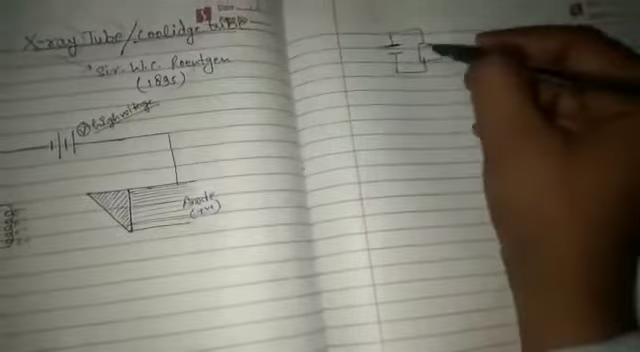 X-ray Tube/Coolidge tube
Sir. W.C. Roentgen
(1895)
High voltage
Anode
(+ve)